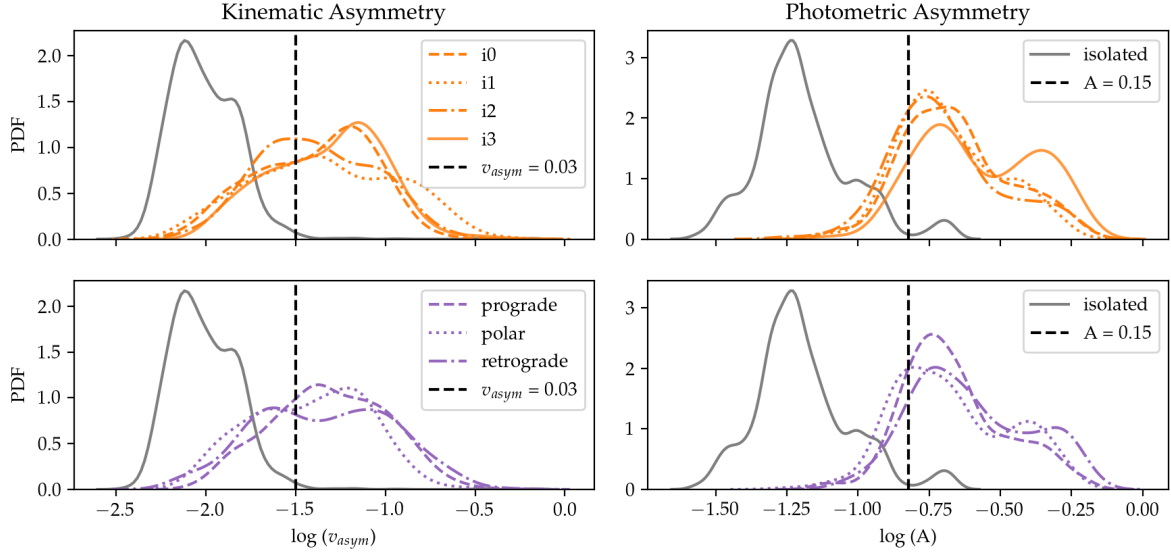 Kinematic Asymmetry
Photometric Asymmetry
PDF
2.0
1.5
1.0
0.5
0.0
i0
i1
i2
i3
v_asym = 0.03
3
2
1
0
isolated
A = 0.15
PDF
2.0
1.5
1.0
0.5
0.0
prograde
polar
retrograde
v_asym = 0.03
3
2
1
0
isolated
A = 0.15
−2.5 −2.0 −1.5 −1.0 −0.5 0.0
−1.50 −1.25 −1.00 −0.75 −0.50 −0.25 0.00
log (v_asym)
log (A)